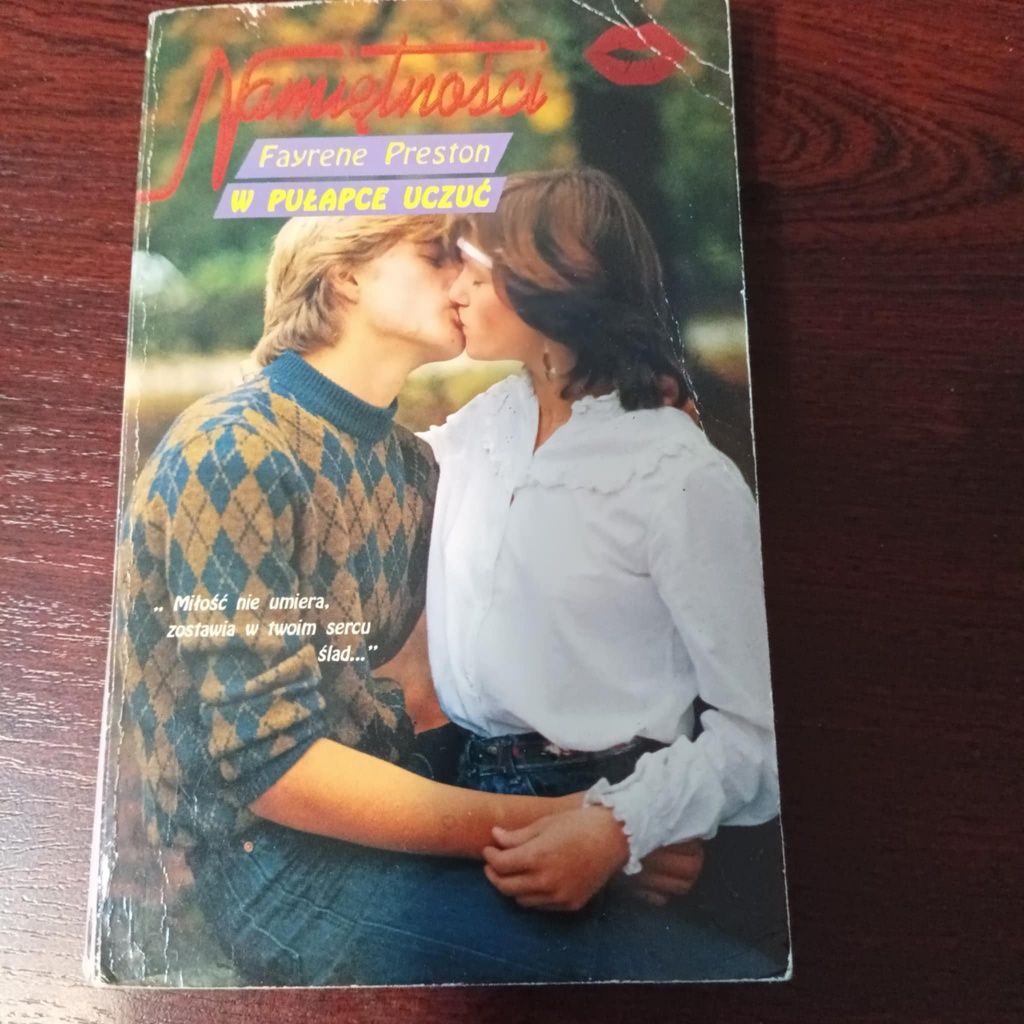 Namiętności
Fayrene Preston
W PUŁAPCE UCZUĆ
„ Miłość nie umiera,
zostawia w twoim sercu
ślad..."